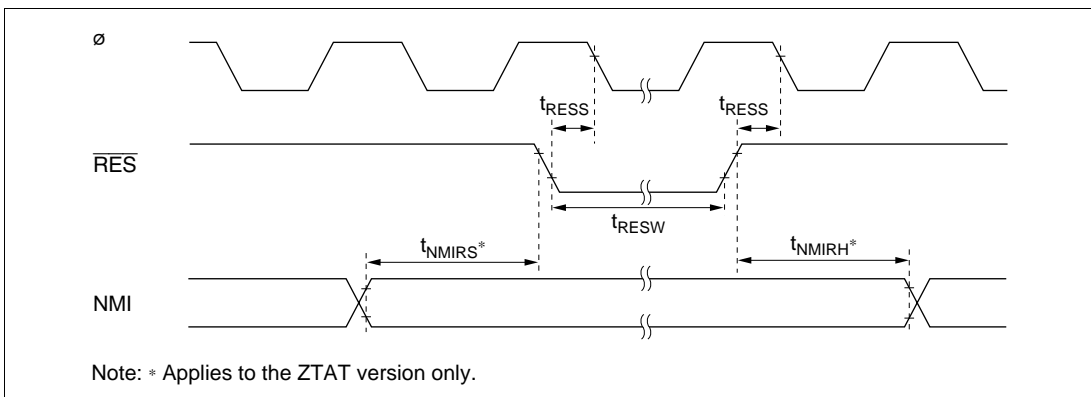 ø
tRESS tRESS
RES
tRESW
tNMIRS* tNMIRH*
NMI
Note: * Applies to the ZTAT version only.